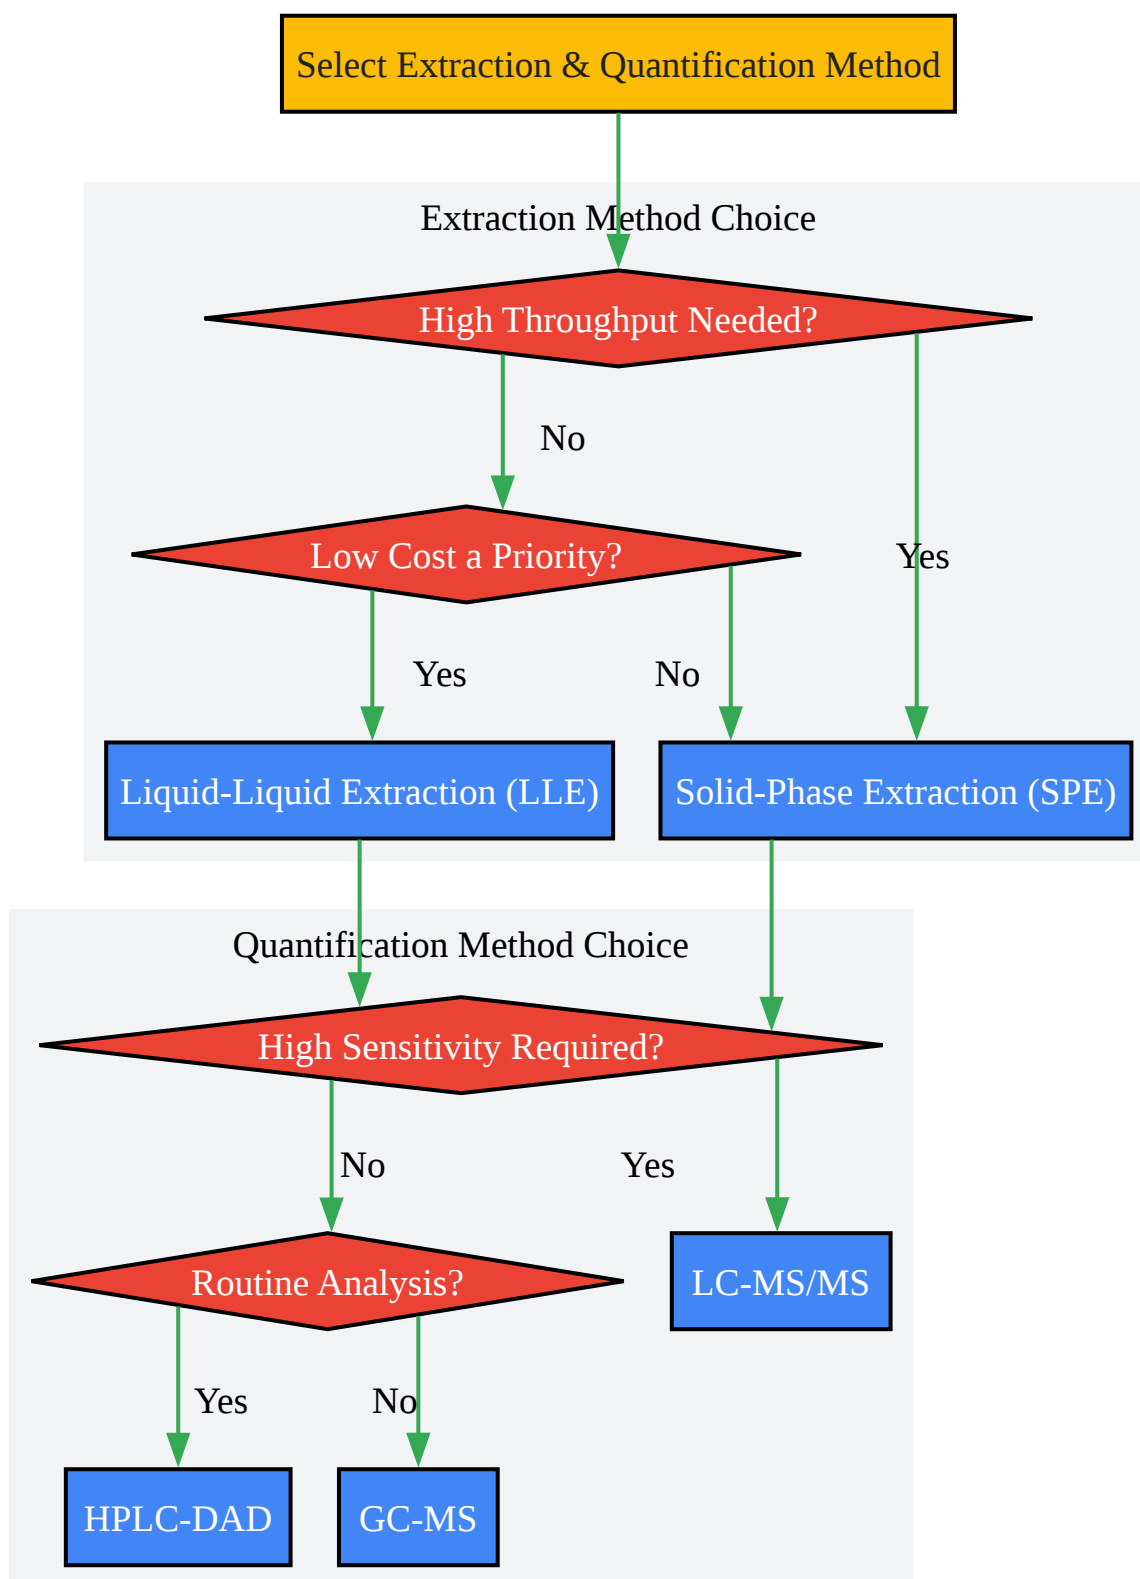 Select Extraction & Quantification Method
Extraction Method Choice
High Throughput Needed?
No
Low Cost a Priority?
Yes
Yes
No
Liquid-Liquid Extraction (LLE)
Solid-Phase Extraction (SPE)
Quantification Method Choice
High Sensitivity Required?
No
Yes
Routine Analysis?
LC-MS/MS
Yes
No
HPLC-DAD
GC-MS